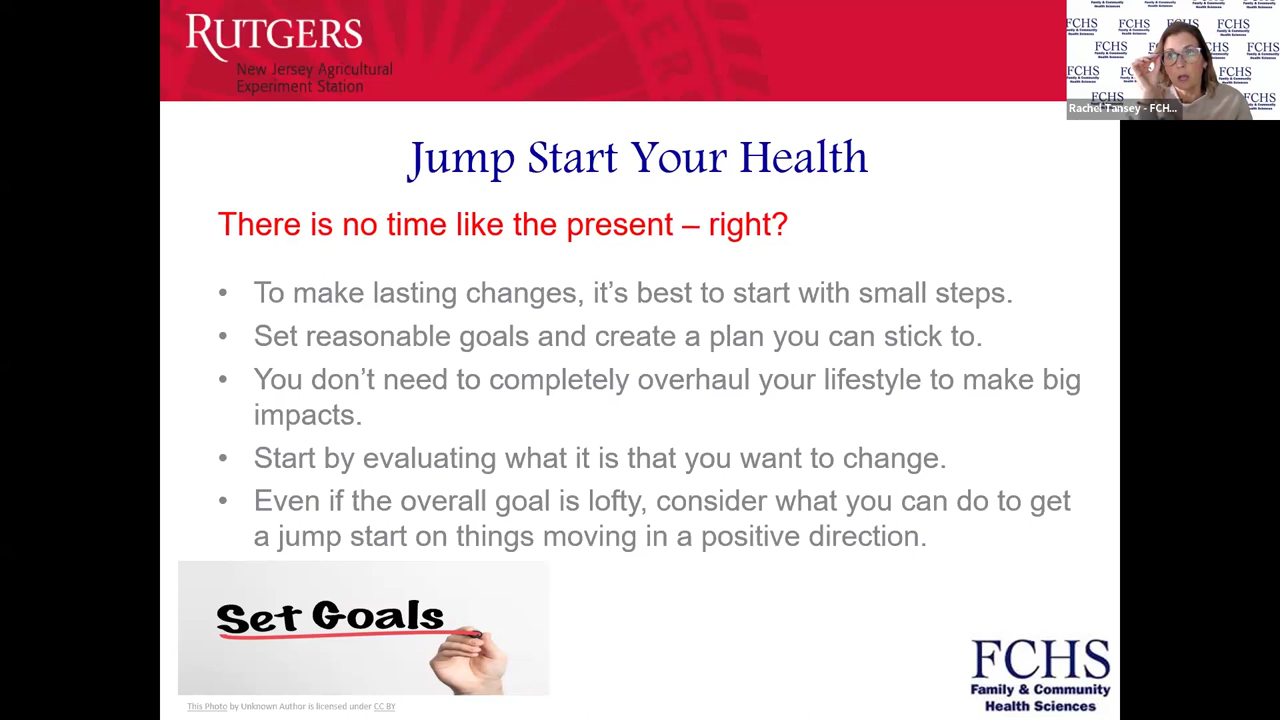 RUTGERS
New Jersey Agricultural
Experiment Station
FCHS
Family & Community
Health Sciences
Rachel Tansey - FCH...
Jump Start Your Health
There is no time like the present – right?
• To make lasting changes, it's best to start with small steps.
• Set reasonable goals and create a plan you can stick to.
• You don't need to completely overhaul your lifestyle to make big
impacts.
• Start by evaluating what it is that you want to change.
• Even if the overall goal is lofty, consider what you can do to get
a jump start on things moving in a positive direction.
Set Goals
This Photo by Unknown Author is licensed under CC BY
FCHS
Family & Community
Health Sciences